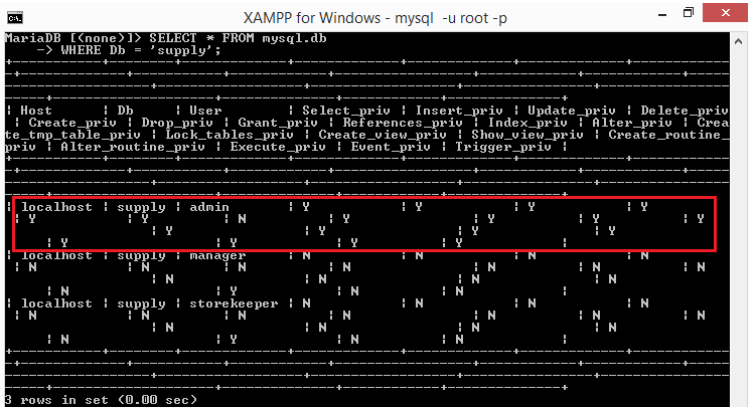 XAMPP for Windows - mysql -u root -p
MariaDB [(none)]> SELECT * FROM mysql.db
    -> WHERE Db = 'supply';
| Host | Db | User | Select_priv | Insert_priv | Update_priv | Delete_priv
| Create_priv | Drop_priv | Grant_priv | References_priv | Index_priv | Alter_priv | Crea
te_tmp_table_priv | Lock_tables_priv | Create_view_priv | Show_view_priv | Create_routine_
priv | Alter_routine_priv | Execute_priv | Event_priv | Trigger_priv |
| localhost | supply | admin | Y | Y | Y | Y
| Y | Y | N | Y | Y | Y | Y
| Y | Y | Y
| Y | Y | Y | Y |
| localhost | supply | manager | N | N | N | N
| N | N | N | N | N | N
| N | N | N
| N | Y | N | N |
| localhost | supply | storekeeper | N | N | N | N
| N | N | N | N | N | N
| N | N | N
| N | Y | N | N |
3 rows in set (0.00 sec)